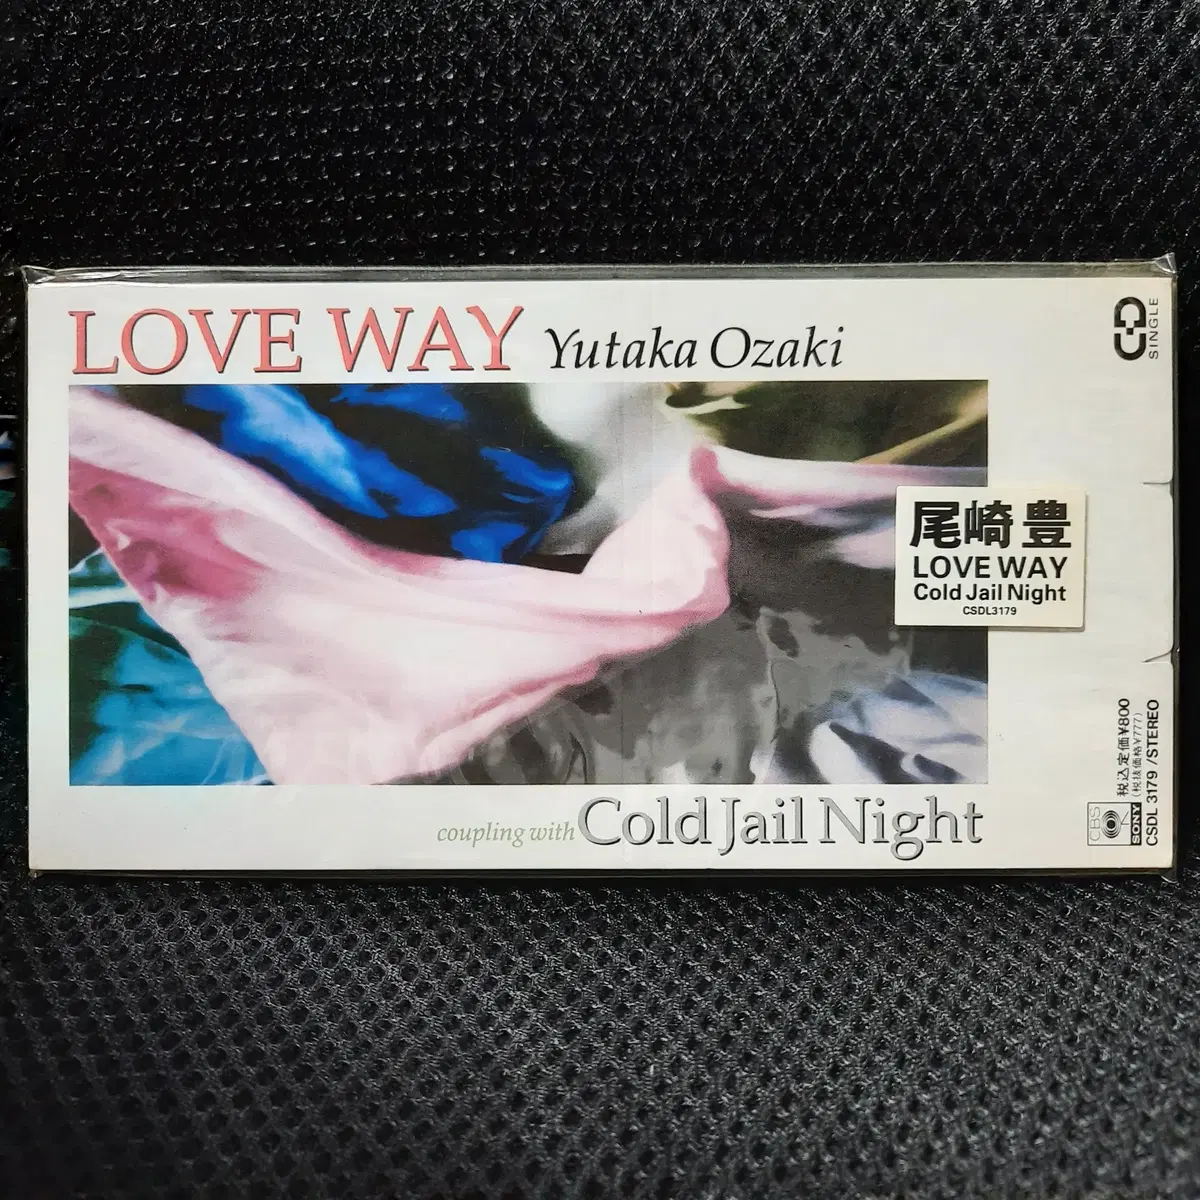 LOVE WAY Yutaka Ozaki
CD
SINGLE
尾崎 豊
LOVE WAY
Cold Jail Night
CSDL3179
coupling with Cold Jail Night
税込定価¥800
(税抜価格¥777)
CBS
SONY
CSDL 3179 /STEREO